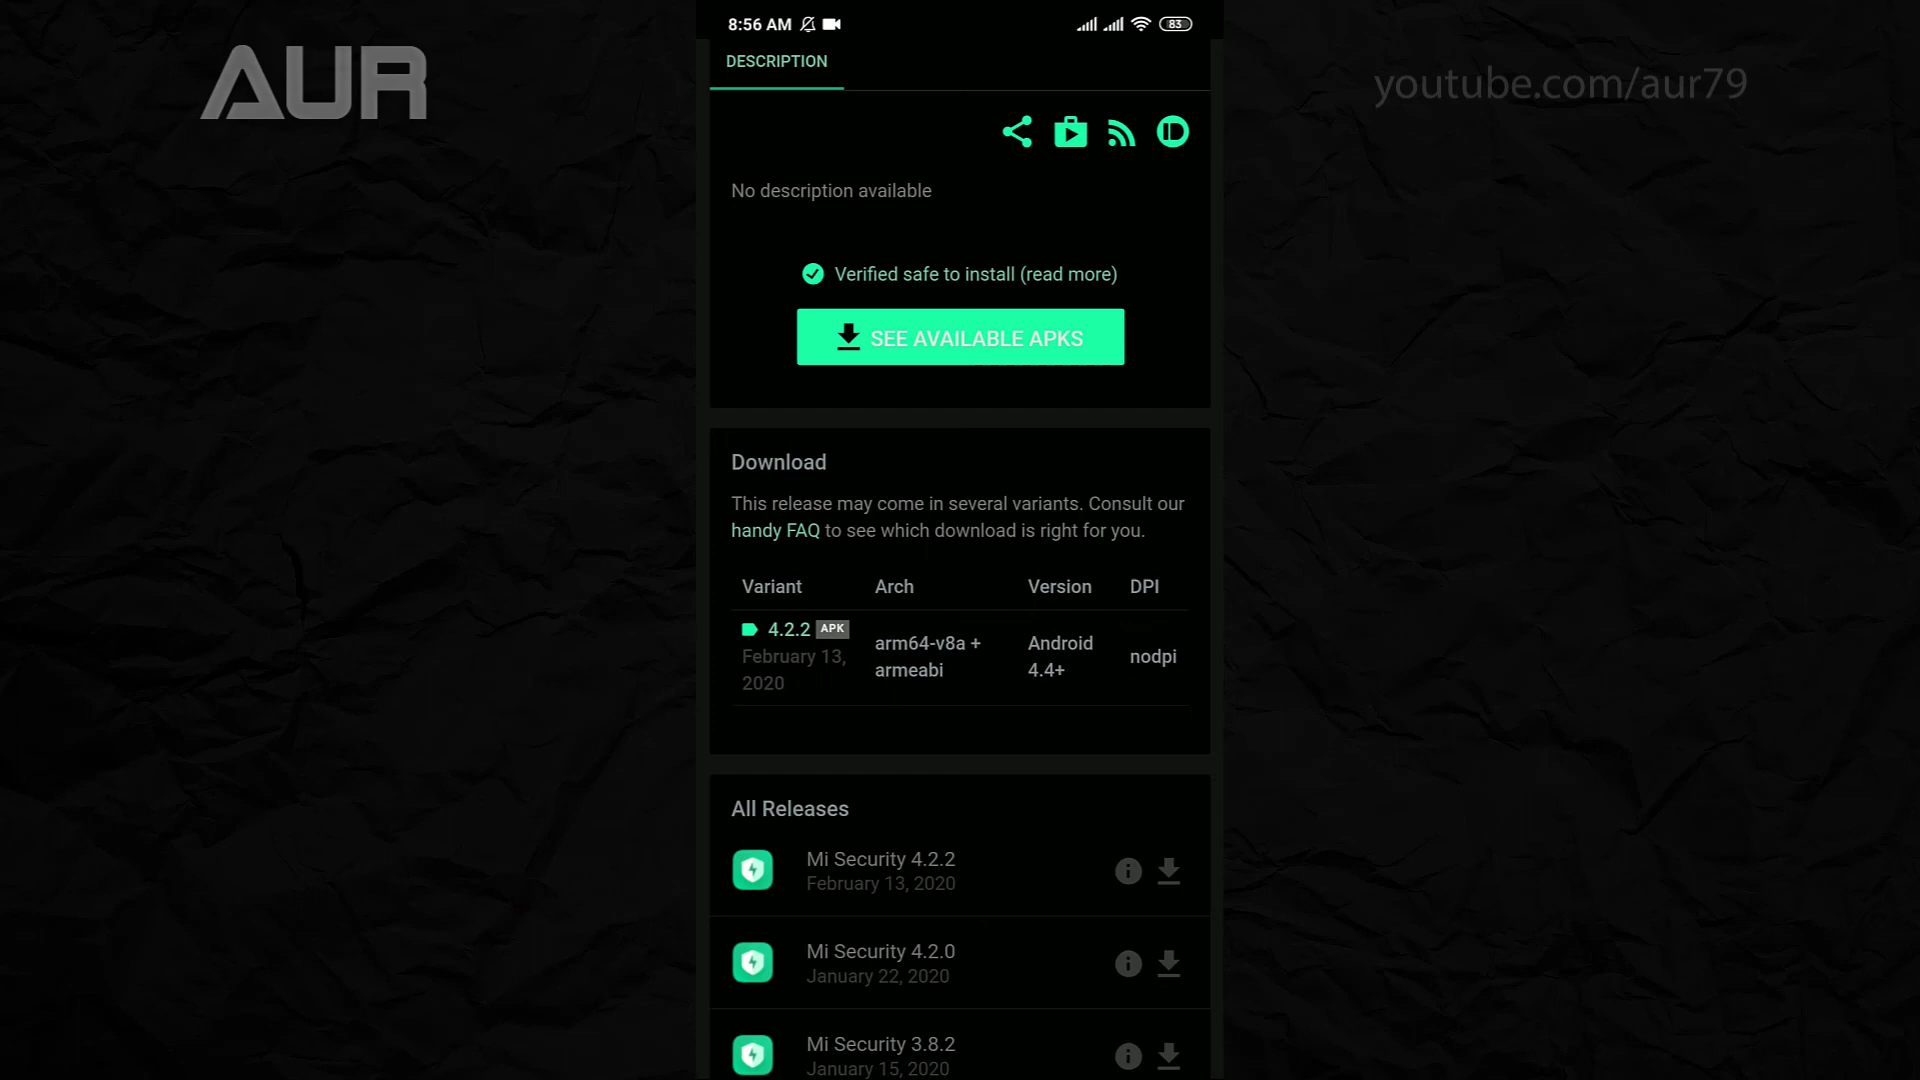 8:56 AM
83
AUR
youtube.com/aur79
DESCRIPTION
No description available
Verified safe to install (read more)
SEE AVAILABLE APKS
Download
This release may come in several variants. Consult our
handy FAQ to see which download is right for you.
Variant Arch Version DPI
4.2.2 APK
February 13,
2020
arm64-v8a +
armeabi
Android
4.4+
nodpi
All Releases
Mi Security 4.2.2
February 13, 2020
Mi Security 4.2.0
January 22, 2020
Mi Security 3.8.2
January 15, 2020